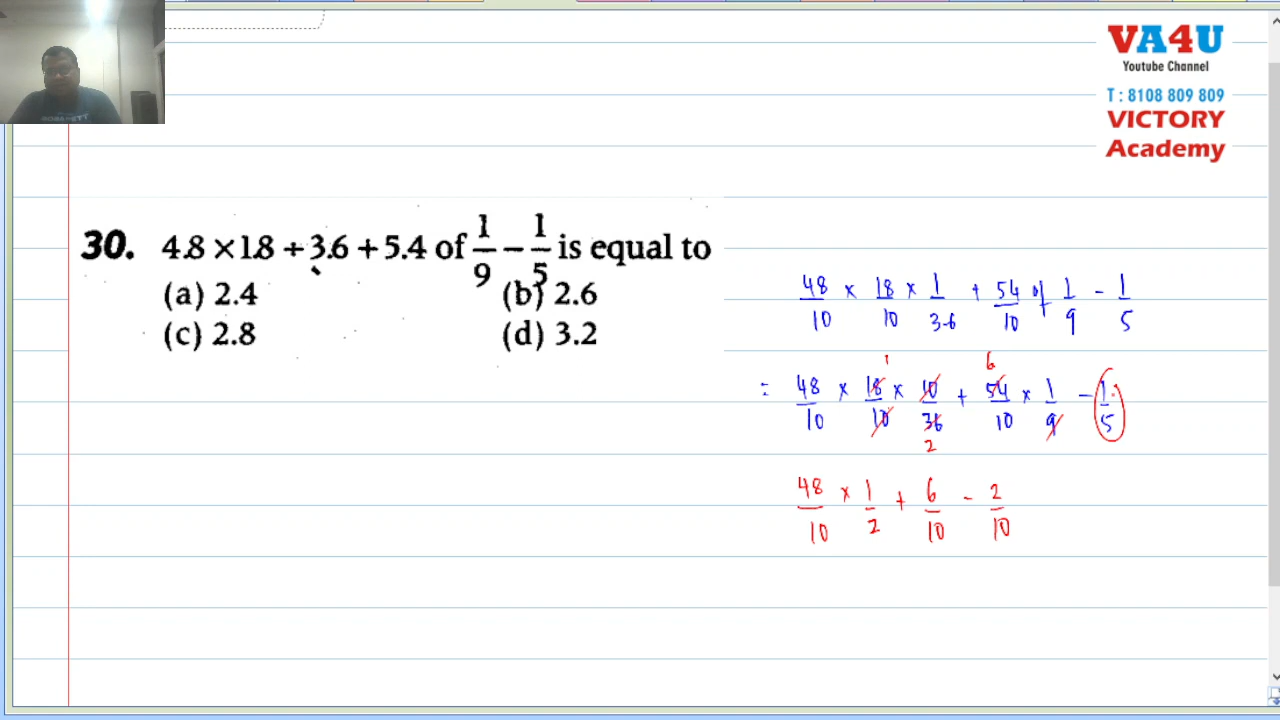 VA4U
Youtube Channel
T : 8108 809 809
VICTORY
Academy
30. 4.8 × 1.8 ÷ 3.6 + 5.4 of 1/9 − 1/5 is equal to
(a) 2.4 (b) 2.6
(c) 2.8 (d) 3.2
48/10 × 18/10 × 1/3.6 + 54/10 of 1/9 - 1/5
1 6
= 48/10 × 18/10 × 10/36 + 54/10 × 1/9 - 1/5
2
48/10 × 1/2 + 6/10 - 2/10